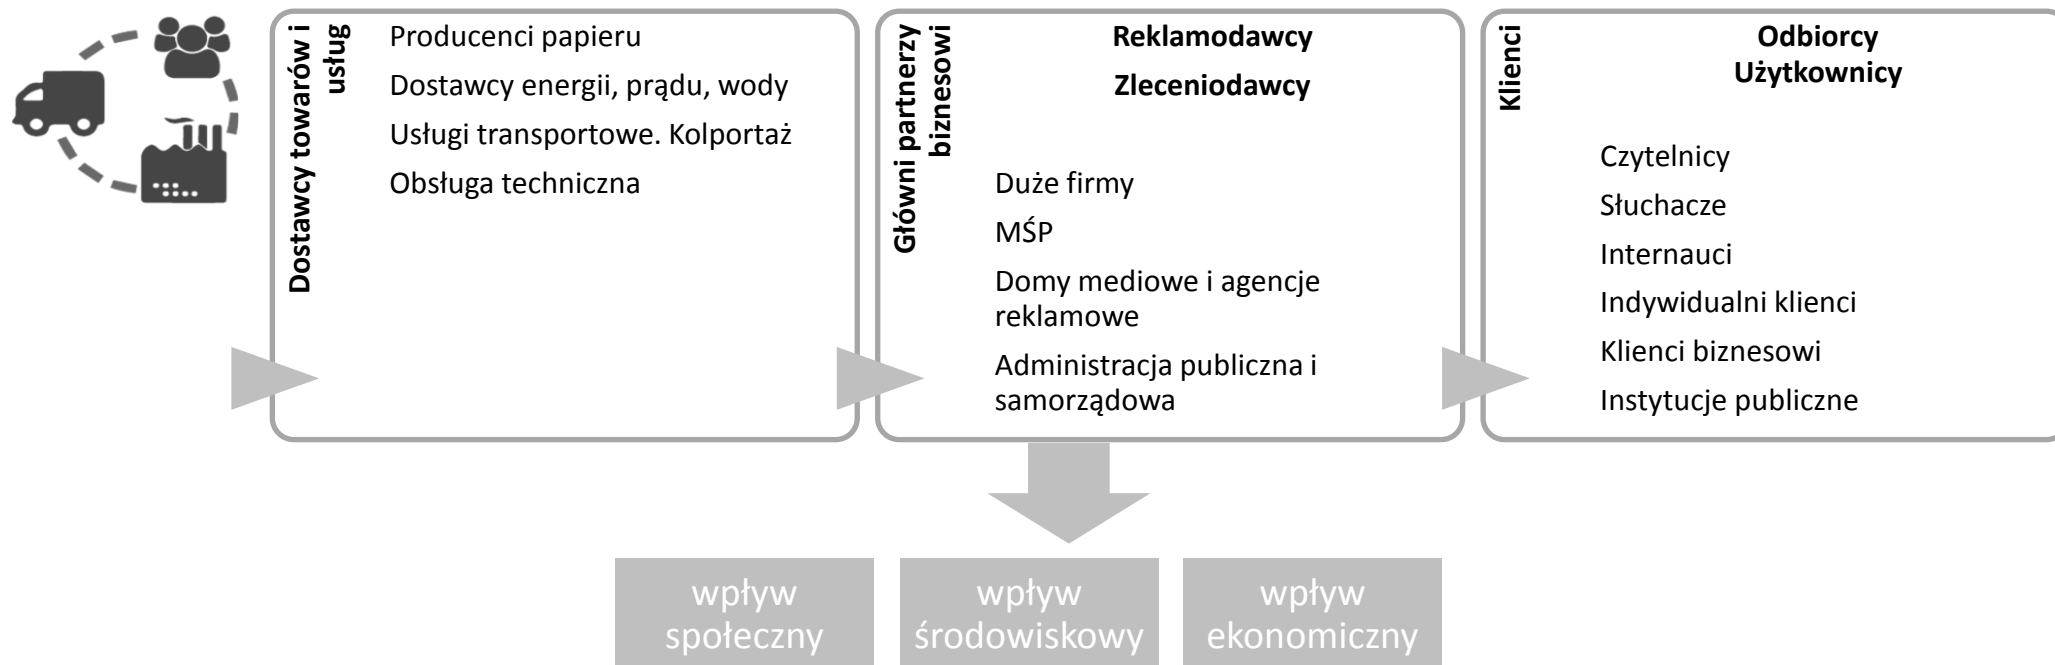 Dostawcy towarów i
usług
Producenci papieru
Dostawcy energii, prądu, wody
Usługi transportowe. Kolportaż
Obsługa techniczna
Główni partnerzy
biznesowi
Reklamodawcy
Zleceniodawcy
Duże firmy
MŚP
Domy mediowe i agencje
reklamowe
Administracja publiczna i
samorządowa
Klienci
Odbiorcy
Użytkownicy
Czytelnicy
Słuchacze
Internauci
Indywidualni klienci
Klienci biznesowi
Instytucje publiczne
wpływ
społeczny
wpływ
środowiskowy
wpływ
ekonomiczny